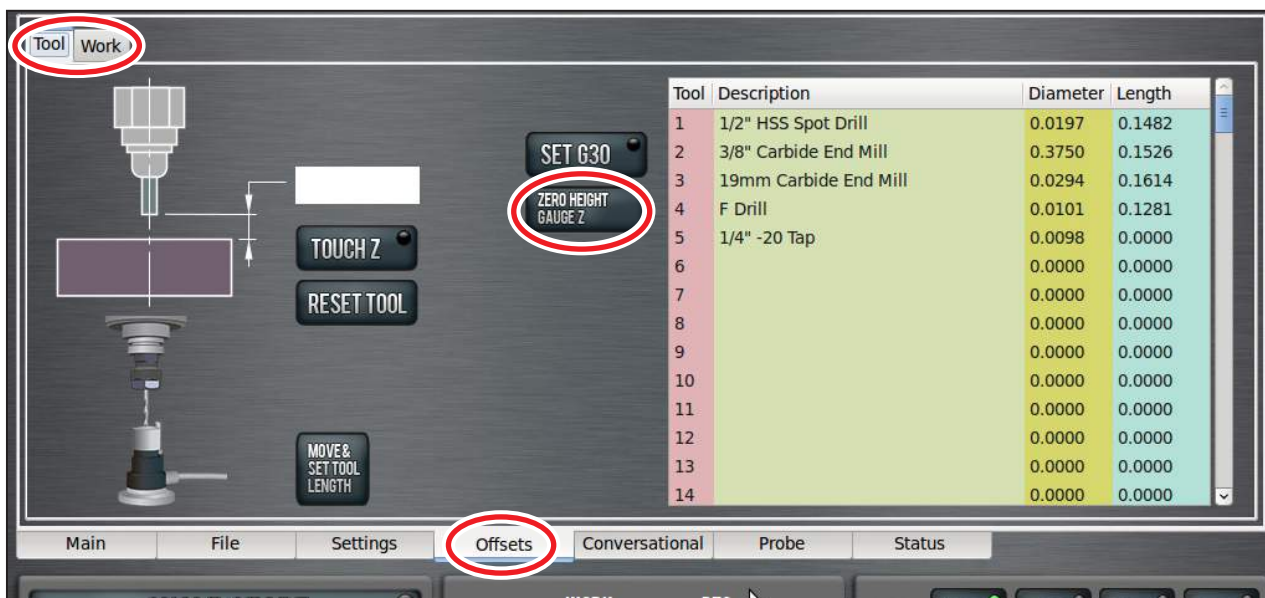 Tool Work
Tool Description Diameter Length
1 1/2" HSS Spot Drill 0.0197 0.1482
2 3/8" Carbide End Mill 0.3750 0.1526
3 19mm Carbide End Mill 0.0294 0.1614
4 F Drill 0.0101 0.1281
5 1/4" -20 Tap 0.0098 0.0000
6 0.0000 0.0000
7 0.0000 0.0000
8 0.0000 0.0000
9 0.0000 0.0000
10 0.0000 0.0000
11 0.0000 0.0000
12 0.0000 0.0000
13 0.0000 0.0000
14 0.0000 0.0000
SET G30
ZERO HEIGHT
GAUGE Z
TOUCH Z
RESET TOOL
MOVE &
SET TOOL
LENGTH
Main File Settings Offsets Conversational Probe Status